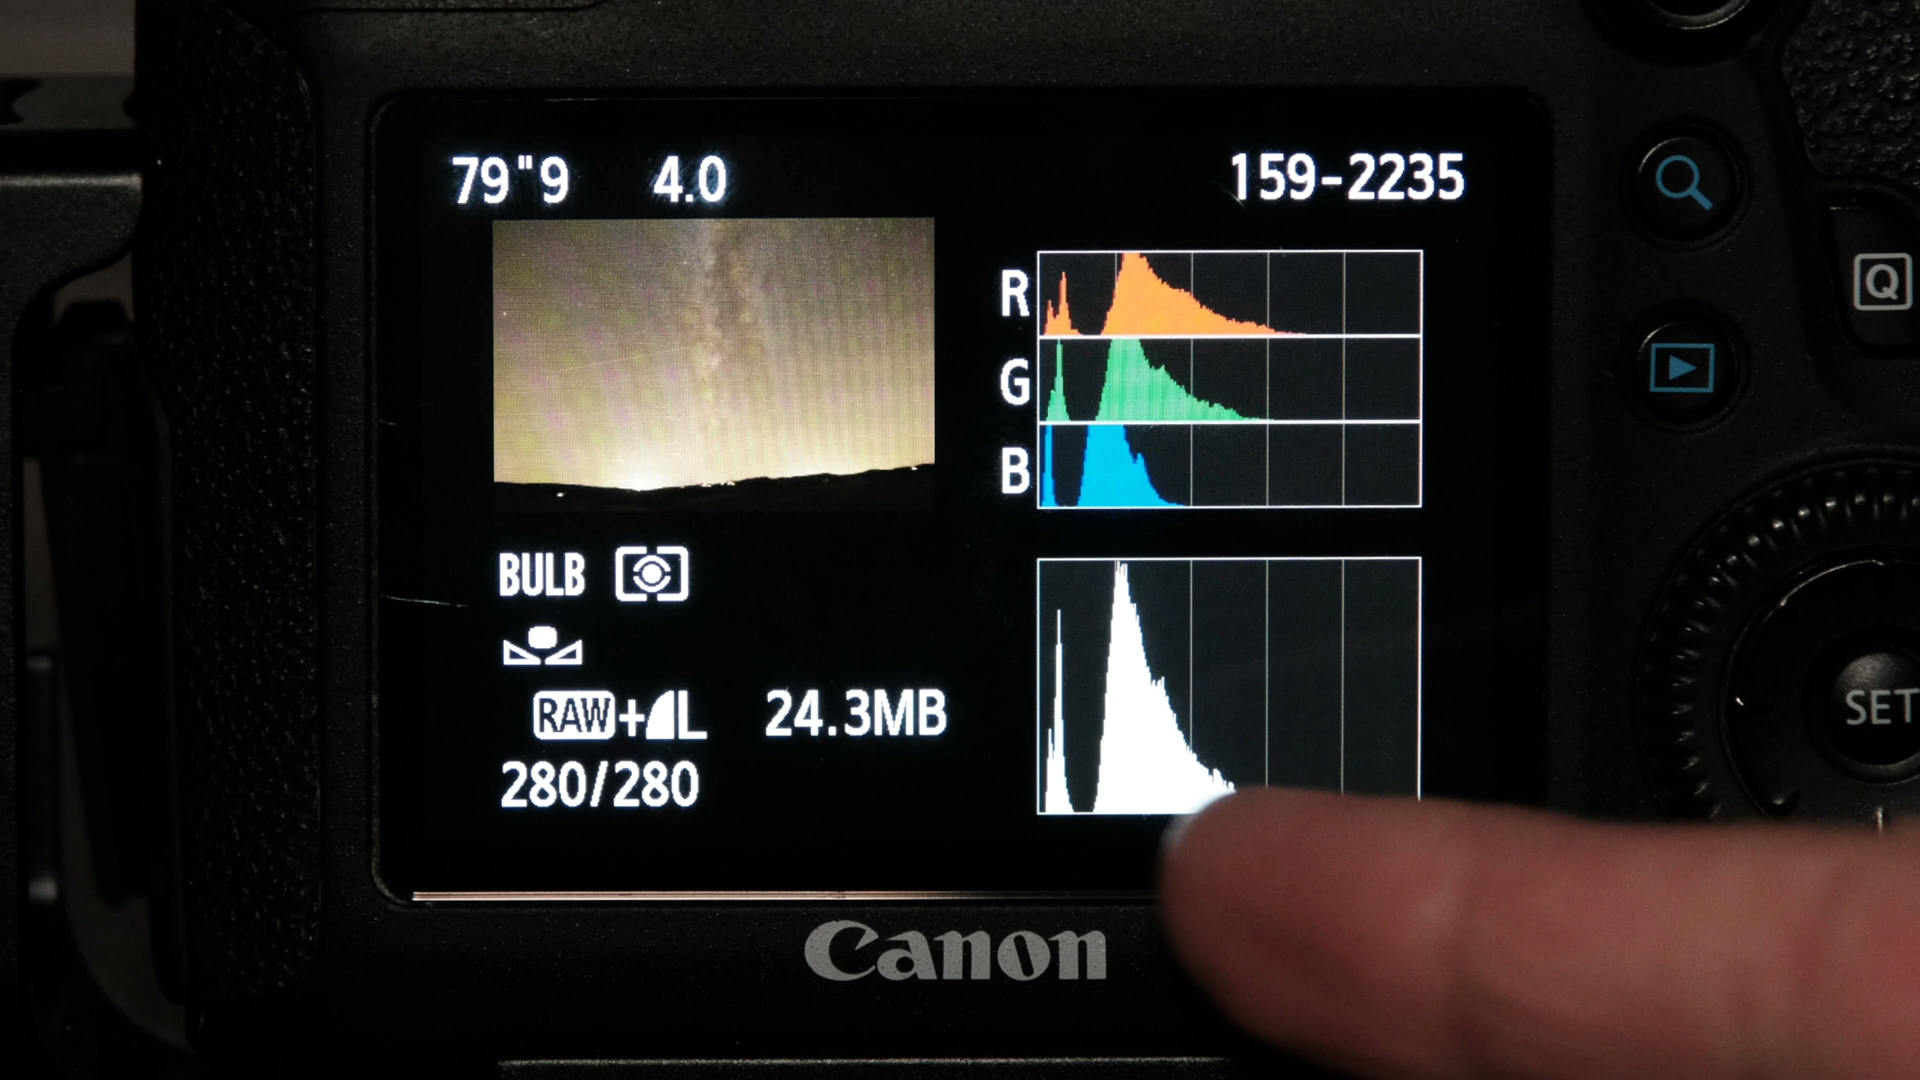 79"9 4.0 159-2235
R
G
B
BULB
RAW+L 24.3MB
280/280
Canon
Q
SET